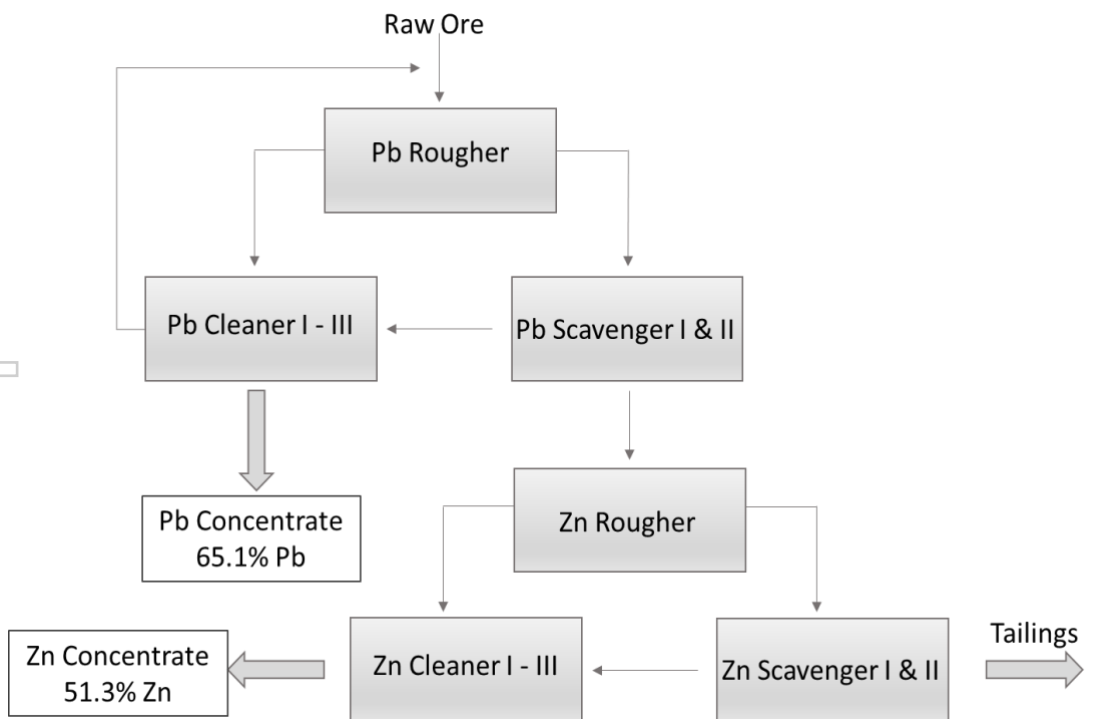 Raw Ore
Pb Rougher
Pb Cleaner I - III
Pb Scavenger I & II
Pb Concentrate
65.1% Pb
Zn Rougher
Zn Concentrate
51.3% Zn
Zn Cleaner I - III
Zn Scavenger I & II
Tailings